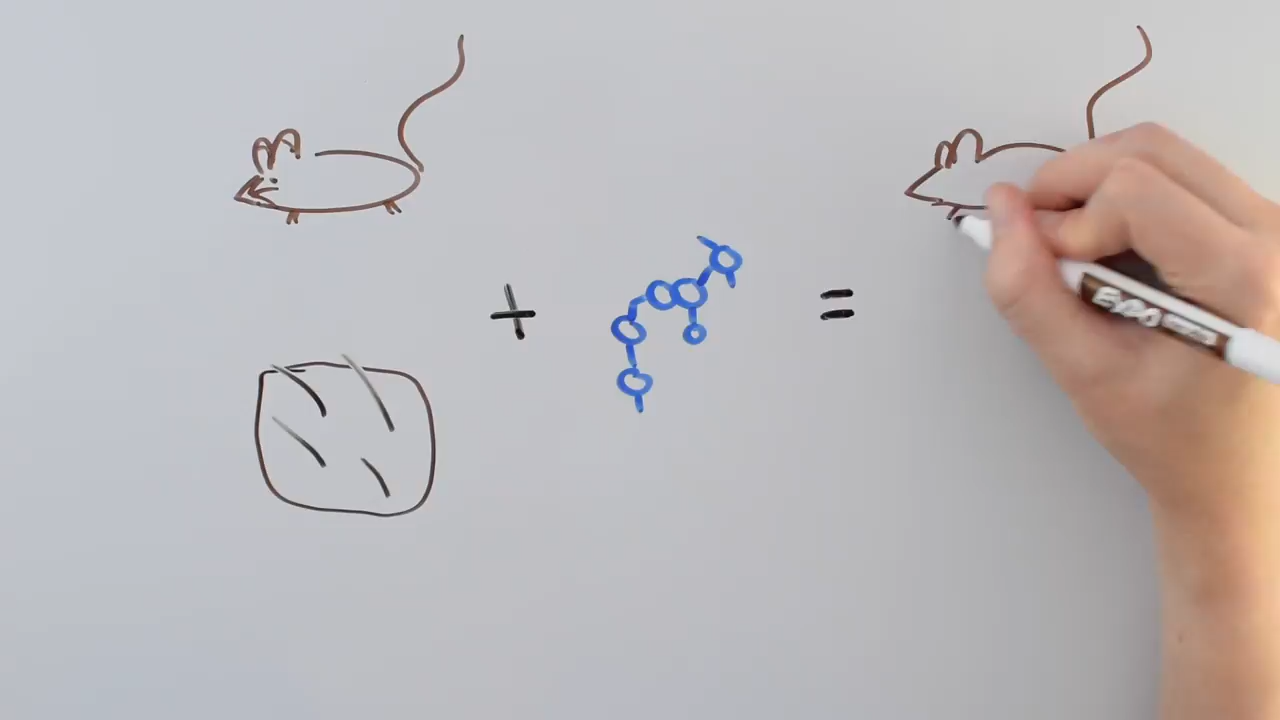 +
=
EXPO